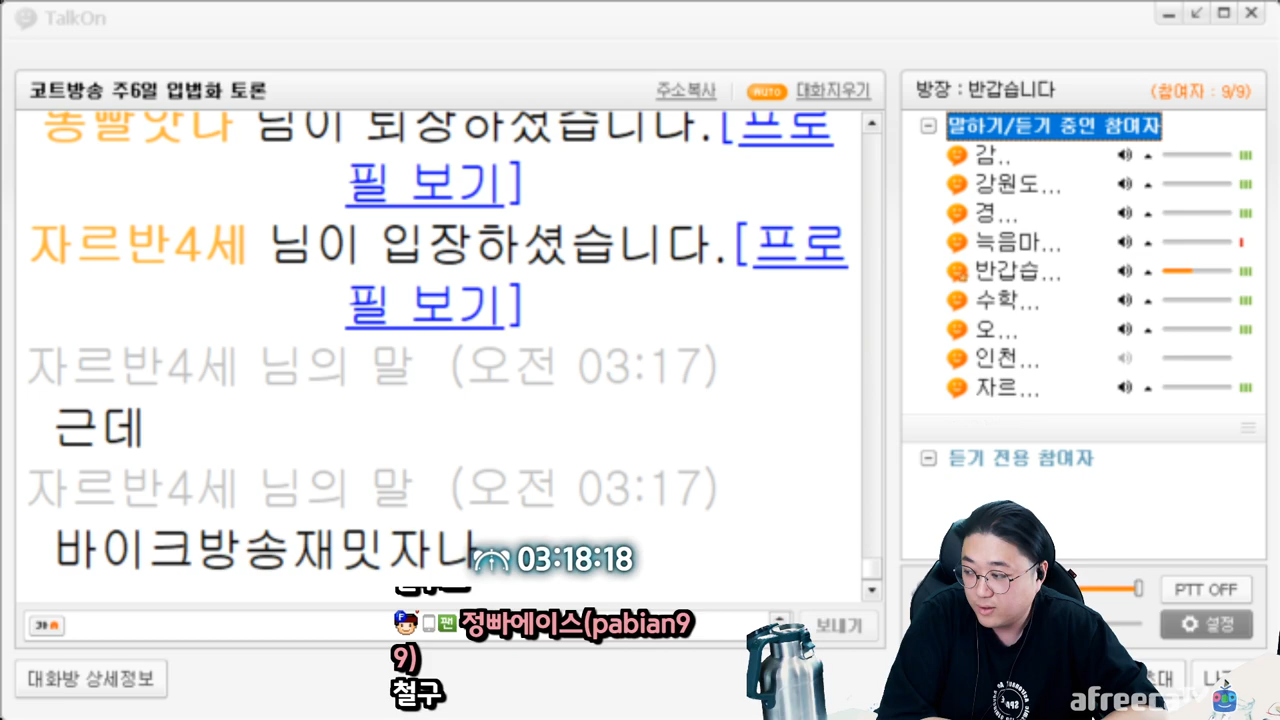 TalkOn
코트방송 주6일 입법화 토론
주소복사
AUTO
대화지우기
똥빨앗나 님이 퇴장하셨습니다.[프로
필 보기]
자르반4세 님이 입장하셨습니다.[프로
필 보기]
자르반4세 님의 말 (오전 03:17)
근데
자르반4세 님의 말 (오전 03:17)
바이크방송재밋자나
03:18:18
팬 정빠에이스(pabian9
9)
철구
가
보내기
대화방 상세정보
방장 : 반갑습니다
(참여자 : 9/9)
말하기/듣기 중인 참여자
감..
강원도...
경...
늑음마...
반갑습...
수학...
오...
인천...
자르...
듣기 전용 참여자
PTT OFF
설정
afreecaTV